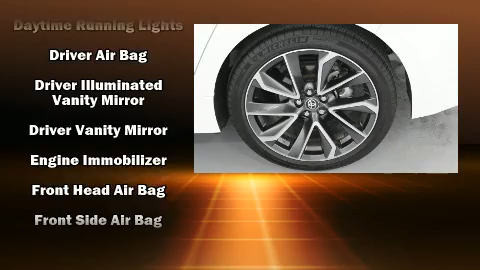 Daytime Running Lights
Driver Air Bag
Driver Illuminated
Vanity Mirror
Driver Vanity Mirror
Engine Immobilizer
Front Head Air Bag
Front Side Air Bag
MICHELIN